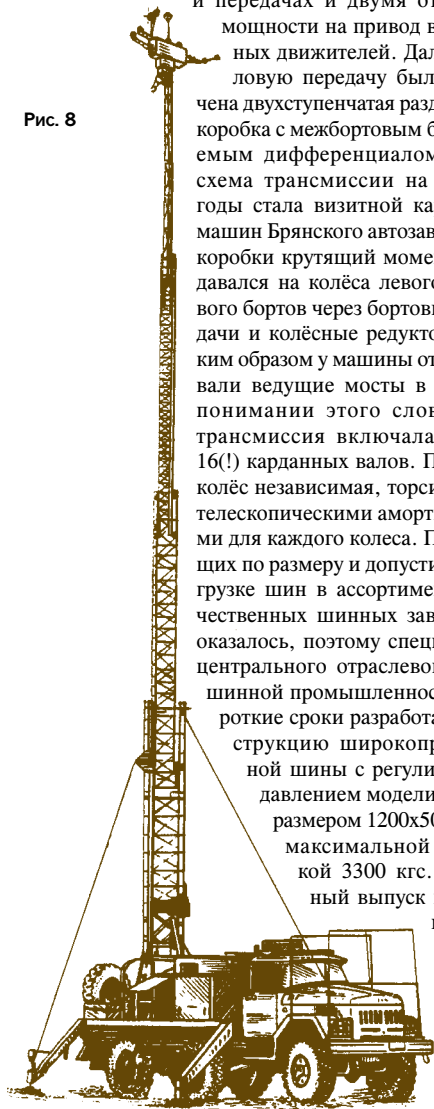 Рис. 8
и передачах и двумя от
мощности на привод в
ных движителей. Дал
ловую передачу был
чена двухступенчатая разд
коробка с межбортовым б
емым дифференциалом
схема трансмиссии на
годы стала визитной ка
машин Брянского автозав
коробки крутящий моме
давался на колёса левого
вого бортов через бортов
дачи и колёсные редукто
ким образом у машины от
вали ведущие мосты в
понимании этого слов
трансмиссия включала
16(!) карданных валов. П
колёс независимая, торси
телескопическими аморт
ми для каждого колеса. П
щих по размеру и допусти
грузке шин в ассортиме
чественных шинных зав
оказалось, поэтому спец
центрального отраслево
шинной промышленнос
роткие сроки разработа
струкцию широкопр
ной шины с регули
давлением модели
размером 1200х50
максимальной
кой 3300 кгс.
ный выпуск